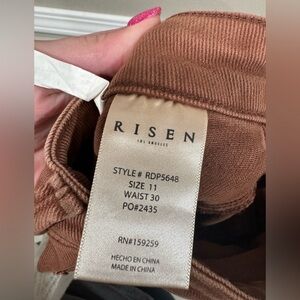 RISEN
LOS ANGELES
STYLE # RDP5648
SIZE 11
WAIST 30
PO#2435
RN#159259
HECHO EN CHINA
MADE IN CHINA